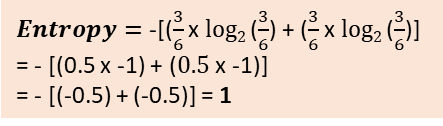 Entropy = -[(3/6 x log₂ (3/6) + (3/6 x log₂ (3/6)]
= - [(0.5 x -1) + (0.5 x -1)]
= - [(-0.5) + (-0.5)] = 1